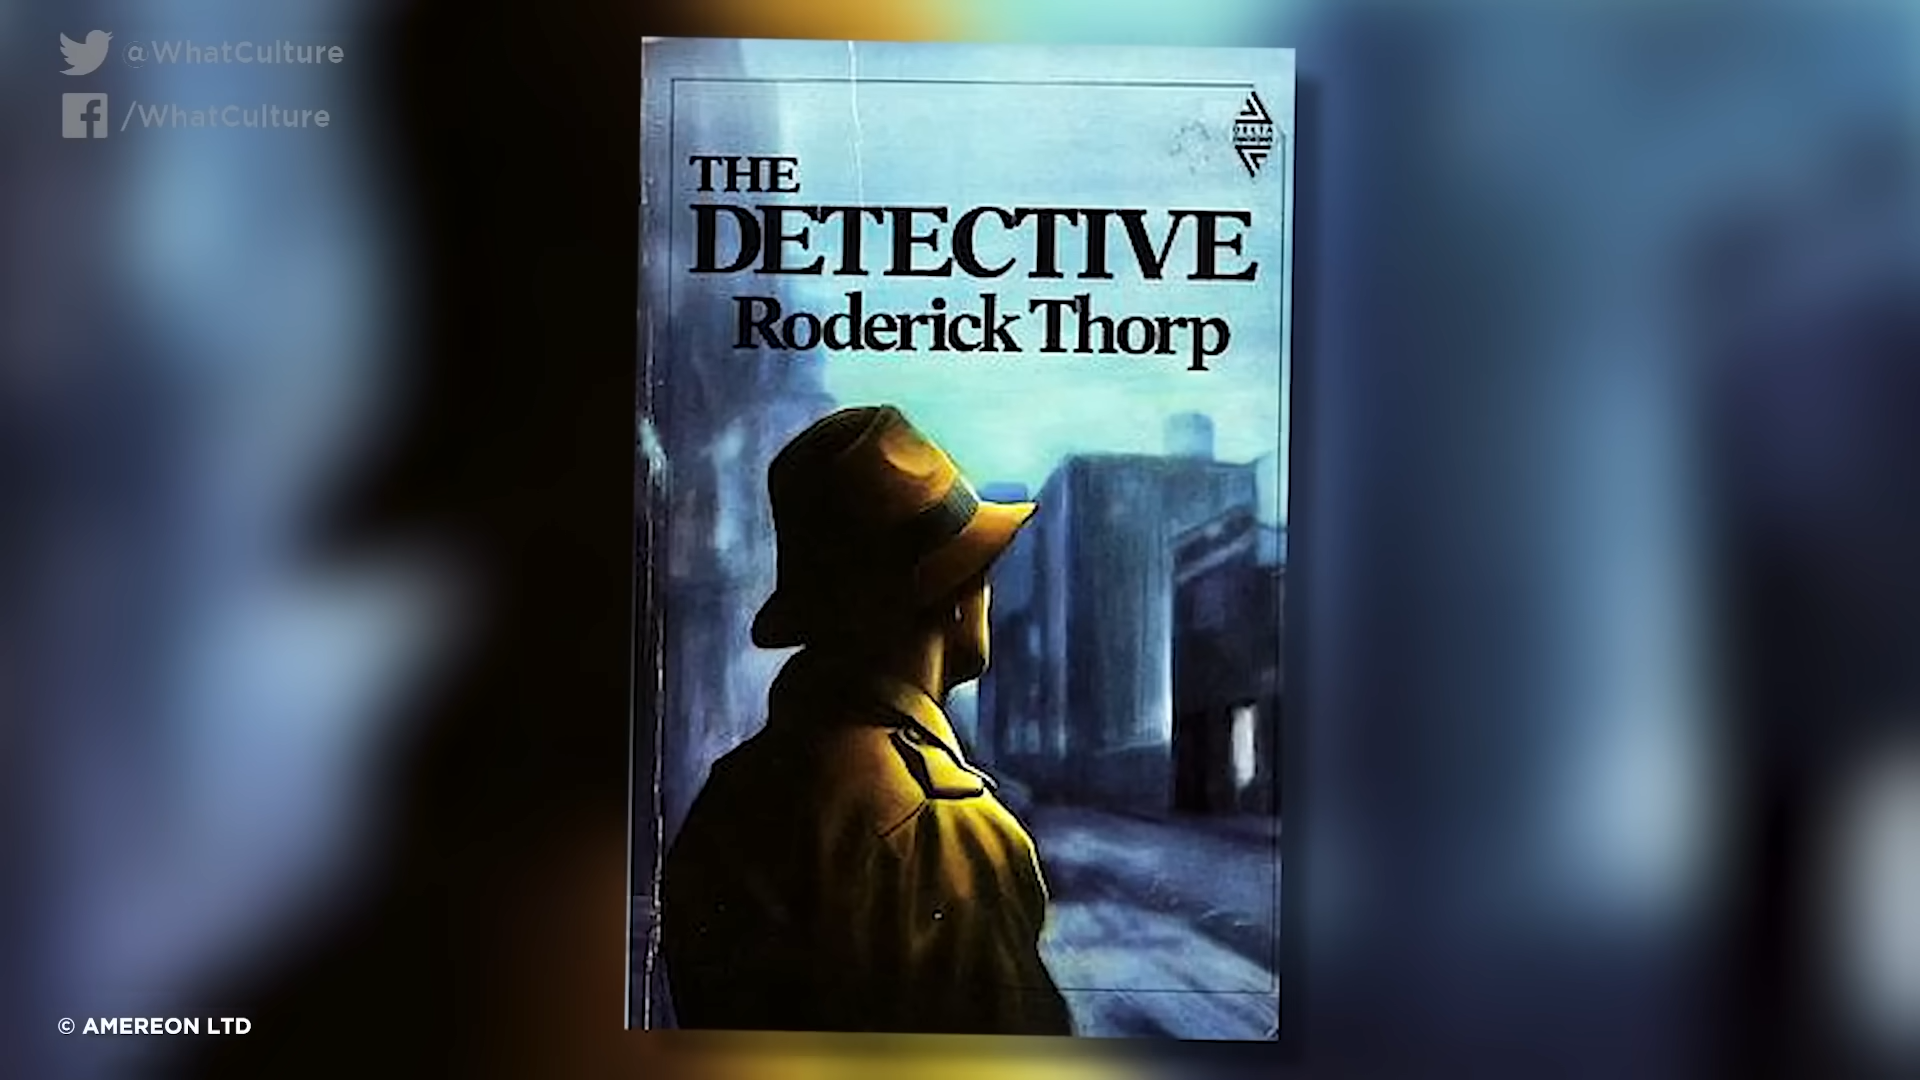 @WhatCulture
/WhatCulture
THE
DETECTIVE
Roderick Thorp
© AMEREON LTD